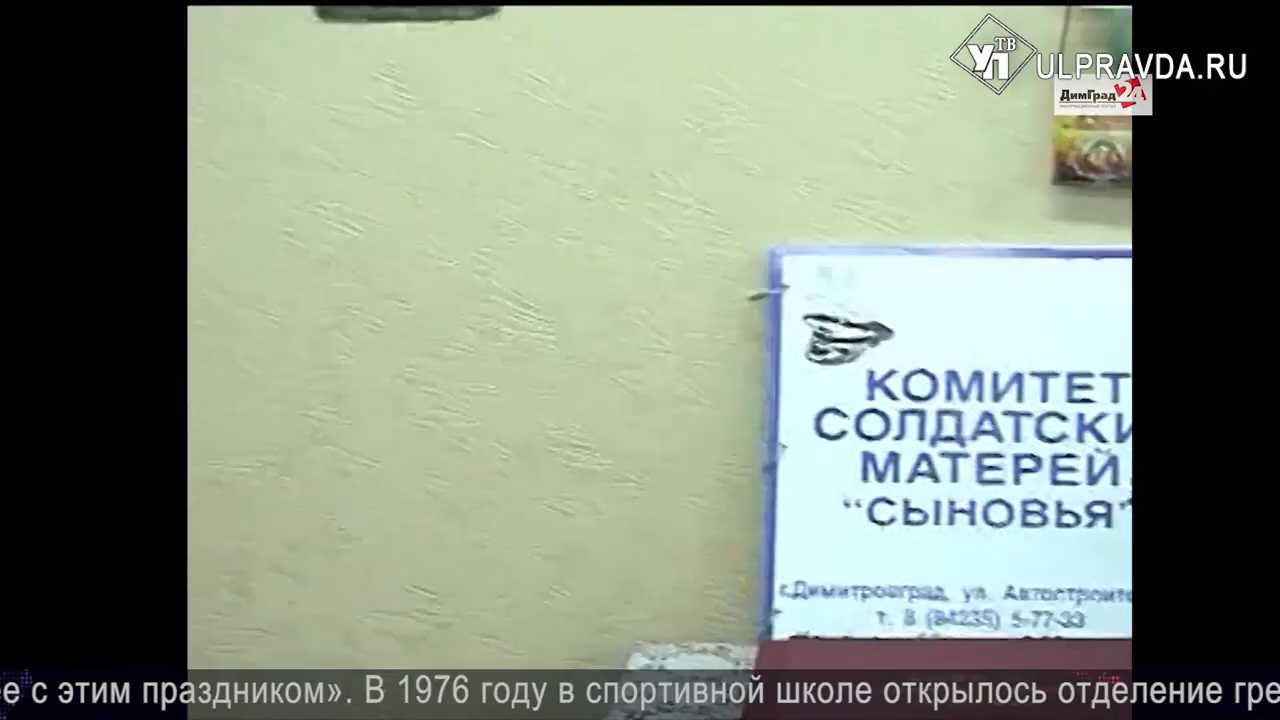 УП ТВ
ULPRAVDA.RU
ДимГрад24
КОМИТЕТ
СОЛДАТСКИ
МАТЕРЕЙ
“СЫНОВЬЯ”
г.Димитровград, ул. Автостроите
т. 8 (84235) 5-77-33
е с этим праздником». В 1976 году в спортивной школе открылось отделение гре